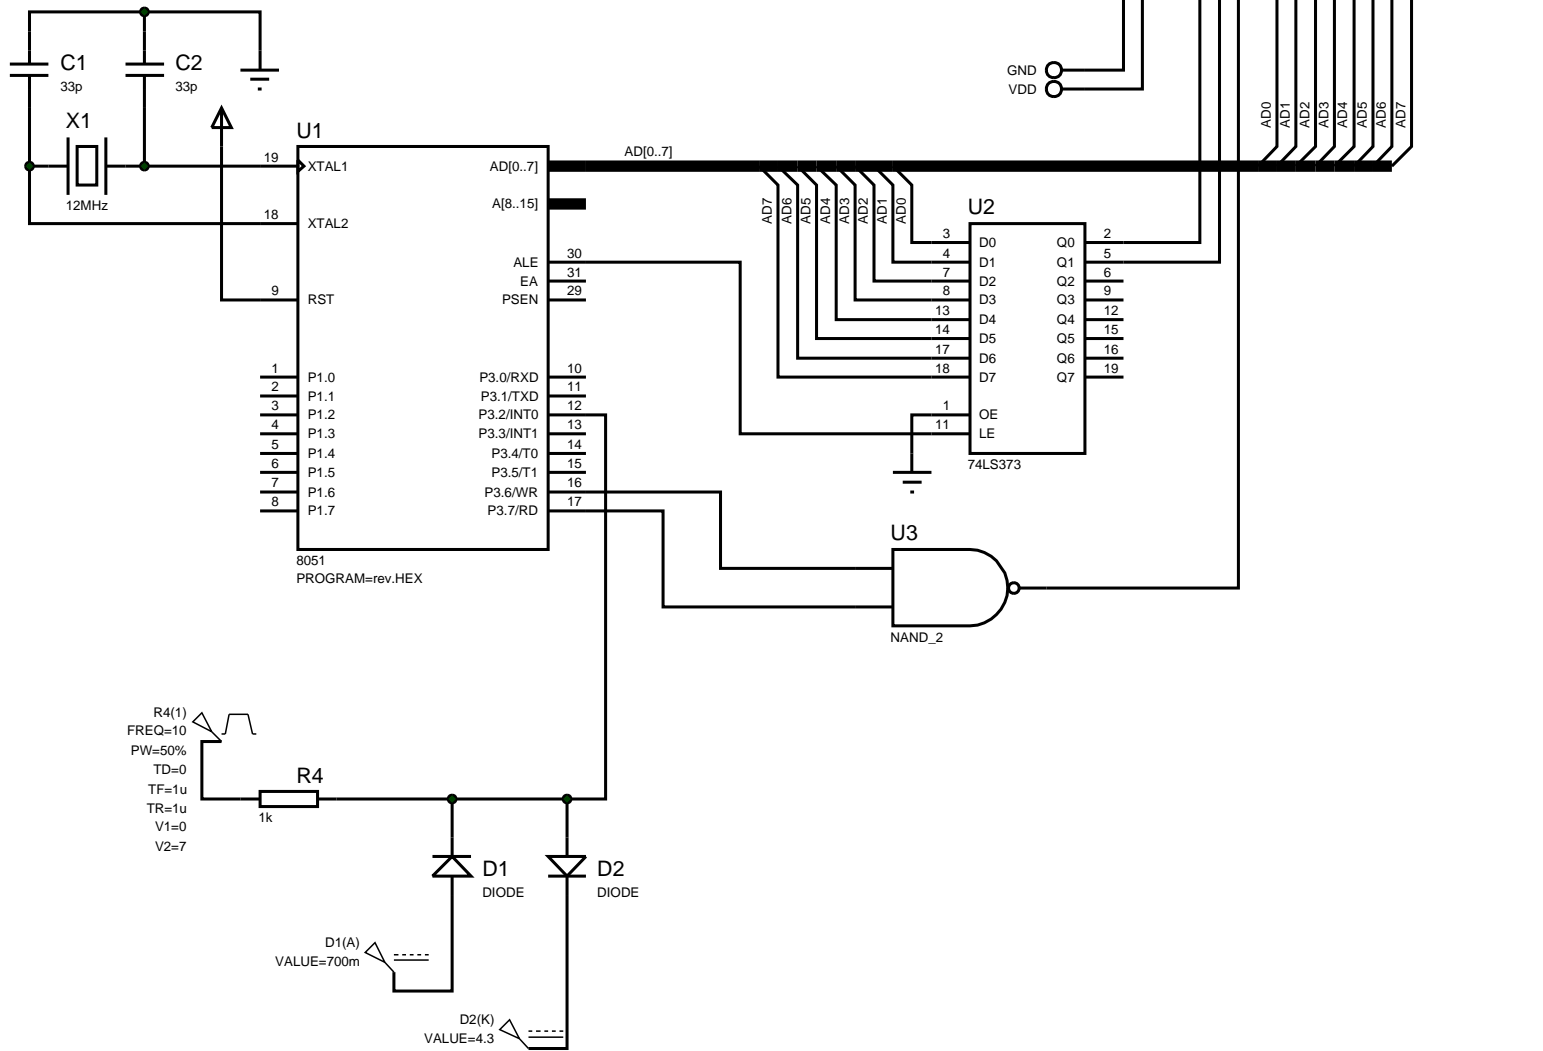 C1
33p
C2
33p
X1
12MHz
GND
VDD
AD0
AD1
AD2
AD3
AD4
AD5
AD6
AD7
U1
19 XTAL1
18 XTAL2
9 RST
1 P1.0
2 P1.1
3 P1.2
4 P1.3
5 P1.4
6 P1.5
7 P1.6
8 P1.7
AD[0..7]
A[8..15]
ALE 30
EA 31
PSEN 29
P3.0/RXD 10
P3.1/TXD 11
P3.2/INT0 12
P3.3/INT1 13
P3.4/T0 14
P3.5/T1 15
P3.6/WR 16
P3.7/RD 17
8051
PROGRAM=rev.HEX
AD[0..7]
AD7
AD6
AD5
AD4
AD3
AD2
AD1
AD0
U2
3 D0 Q0 2
4 D1 Q1 5
7 D2 Q2 6
8 D3 Q3 9
13 D4 Q4 12
14 D5 Q5 15
17 D6 Q6 16
18 D7 Q7 19
1 OE
11 LE
74LS373
U3
NAND_2
R4(1)
FREQ=10
PW=50%
TD=0
TF=1u
TR=1u
V1=0
V2=7
R4
1k
D1
DIODE
D2
DIODE
D1(A)
VALUE=700m
D2(K)
VALUE=4.3